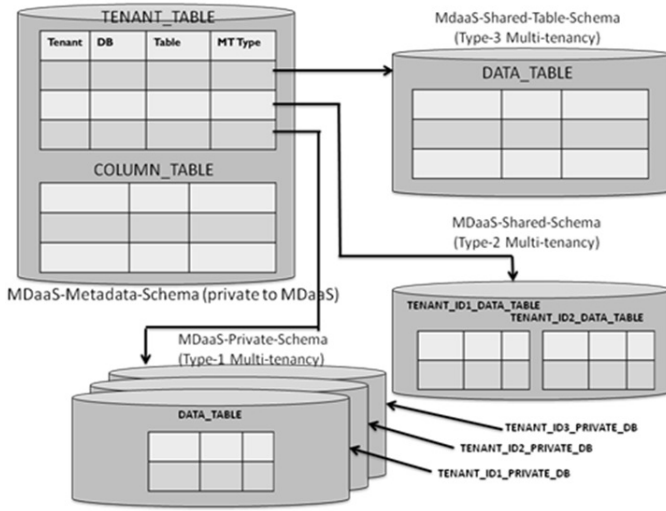 TENANT_TABLE
Tenant DB Table MT Type
COLUMN_TABLE
MDaaS-Metadata-Schema (private to MDaaS)
MdaaS-Shared-Table-Schema
(Type-3 Multi-tenancy)
DATA_TABLE
MDaaS-Shared-Schema
(Type-2 Multi-tenancy)
TENANT_ID1_DATA_TABLE
TENANT_ID2_DATA_TABLE
MDaaS-Private-Schema
(Type-1 Multi-tenancy)
DATA_TABLE
TENANT_ID3_PRIVATE_DB
TENANT_ID2_PRIVATE_DB
TENANT_ID1_PRIVATE_DB